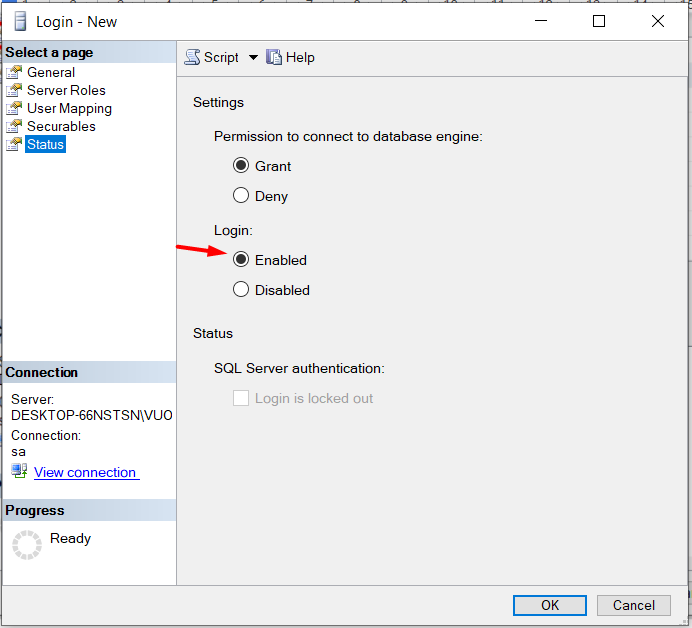 Login - New
Select a page
General
Server Roles
User Mapping
Securables
Status
Script
Help
Settings
Permission to connect to database engine:
Grant
Deny
Login:
Enabled
Disabled
Status
SQL Server authentication:
Login is locked out
Connection
Server:
DESKTOP-66NSTSN\VUO
Connection:
sa
View connection
Progress
Ready
OK
Cancel